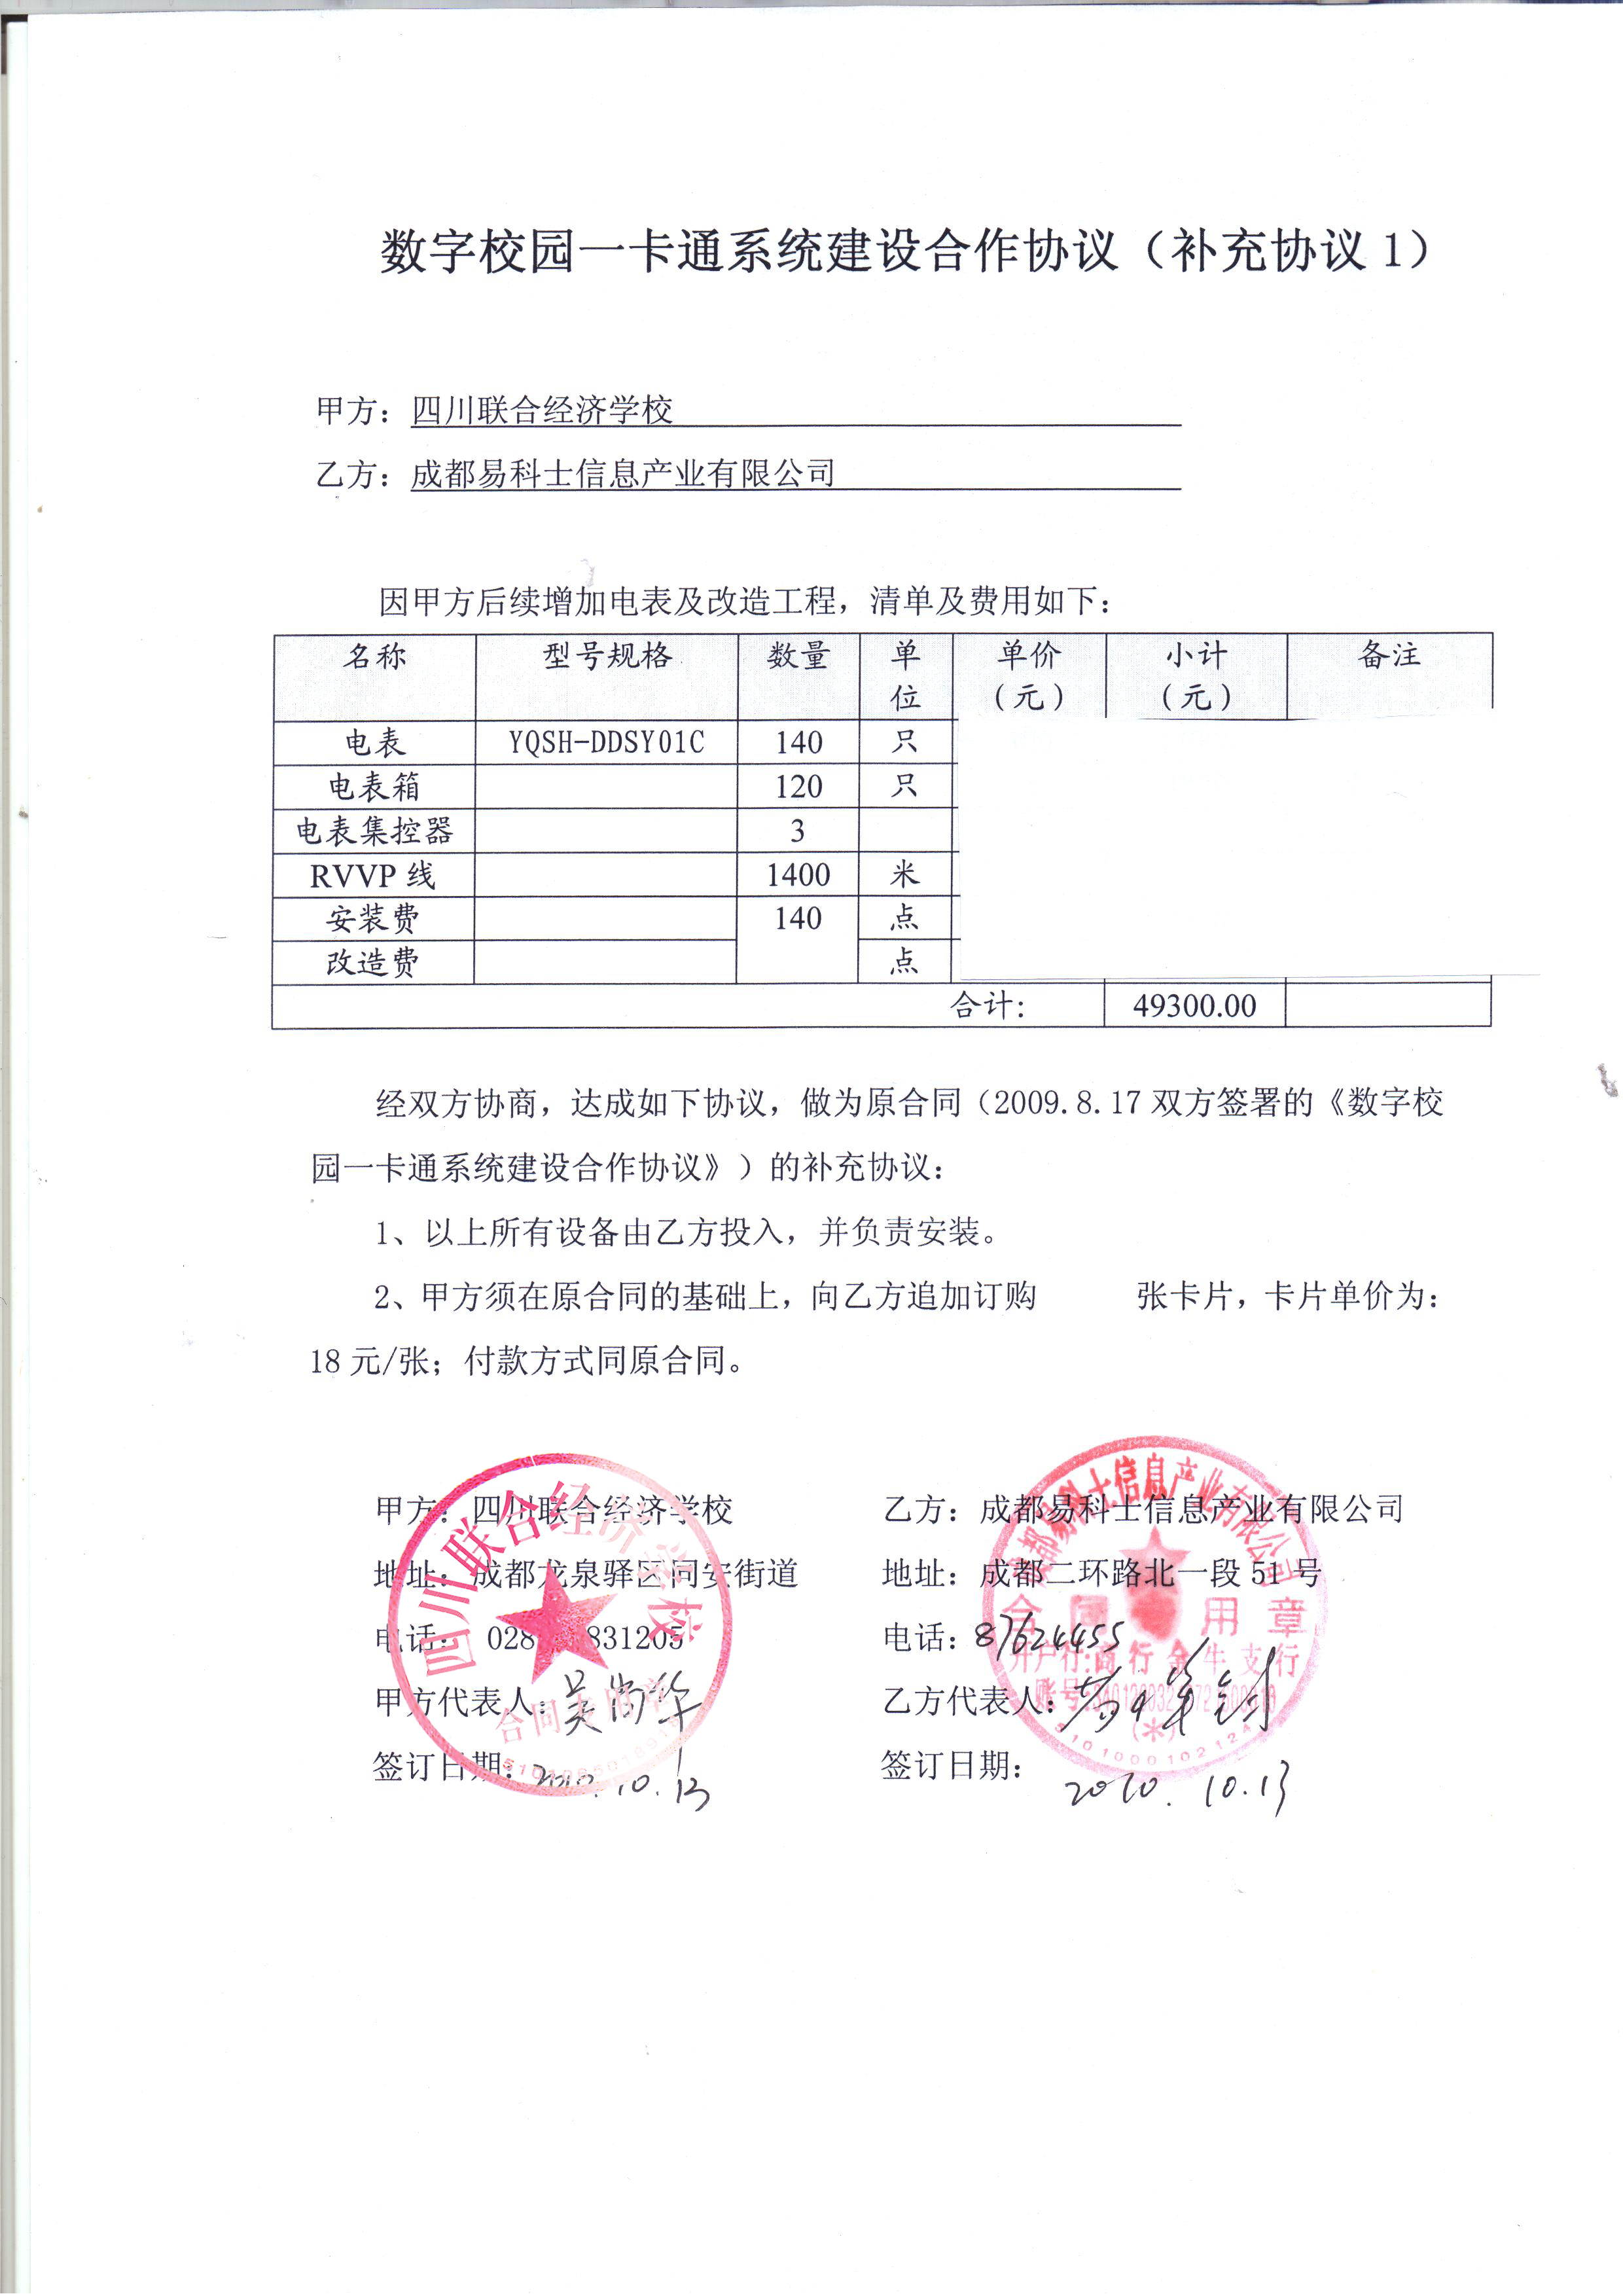 数字校园一卡通系统建设合作协议（补充协议 1）
甲方：四川联合经济学校
乙方：成都易科士信息产业有限公司
因甲方后续增加电表及改造工程，清单及费用如下：
名称 型号规格 数量 单位 单价（元） 小计（元） 备注
电表 YQSH-DDSY01C 140 只
电表箱 120 只
电表集控器 3
RVVP 线 1400 米
安装费 140 点
改造费 点
合计： 49300.00
经双方协商，达成如下协议，做为原合同（2009.8.17 双方签署的《数字校
园一卡通系统建设合作协议》）的补充协议：
1、以上所有设备由乙方投入，并负责安装。
2、甲方须在原合同的基础上，向乙方追加订购 张卡片，卡片单价为：
18 元/张；付款方式同原合同。
甲方：四川联合经济学校
地址：成都龙泉驿区同安街道
电话： 028 831205
甲方代表人：
签订日期： 10.13
四川联合经济学校
合同专用章
乙方：成都易科士信息产业有限公司
地址：成都二环路北一段 51 号
电话：87624455
乙方代表人：
签订日期：2010.10.13
成都易科士信息产业有限公司
合同专用章
开户行:商行金牛支行
账号:
(*)
5101000102124